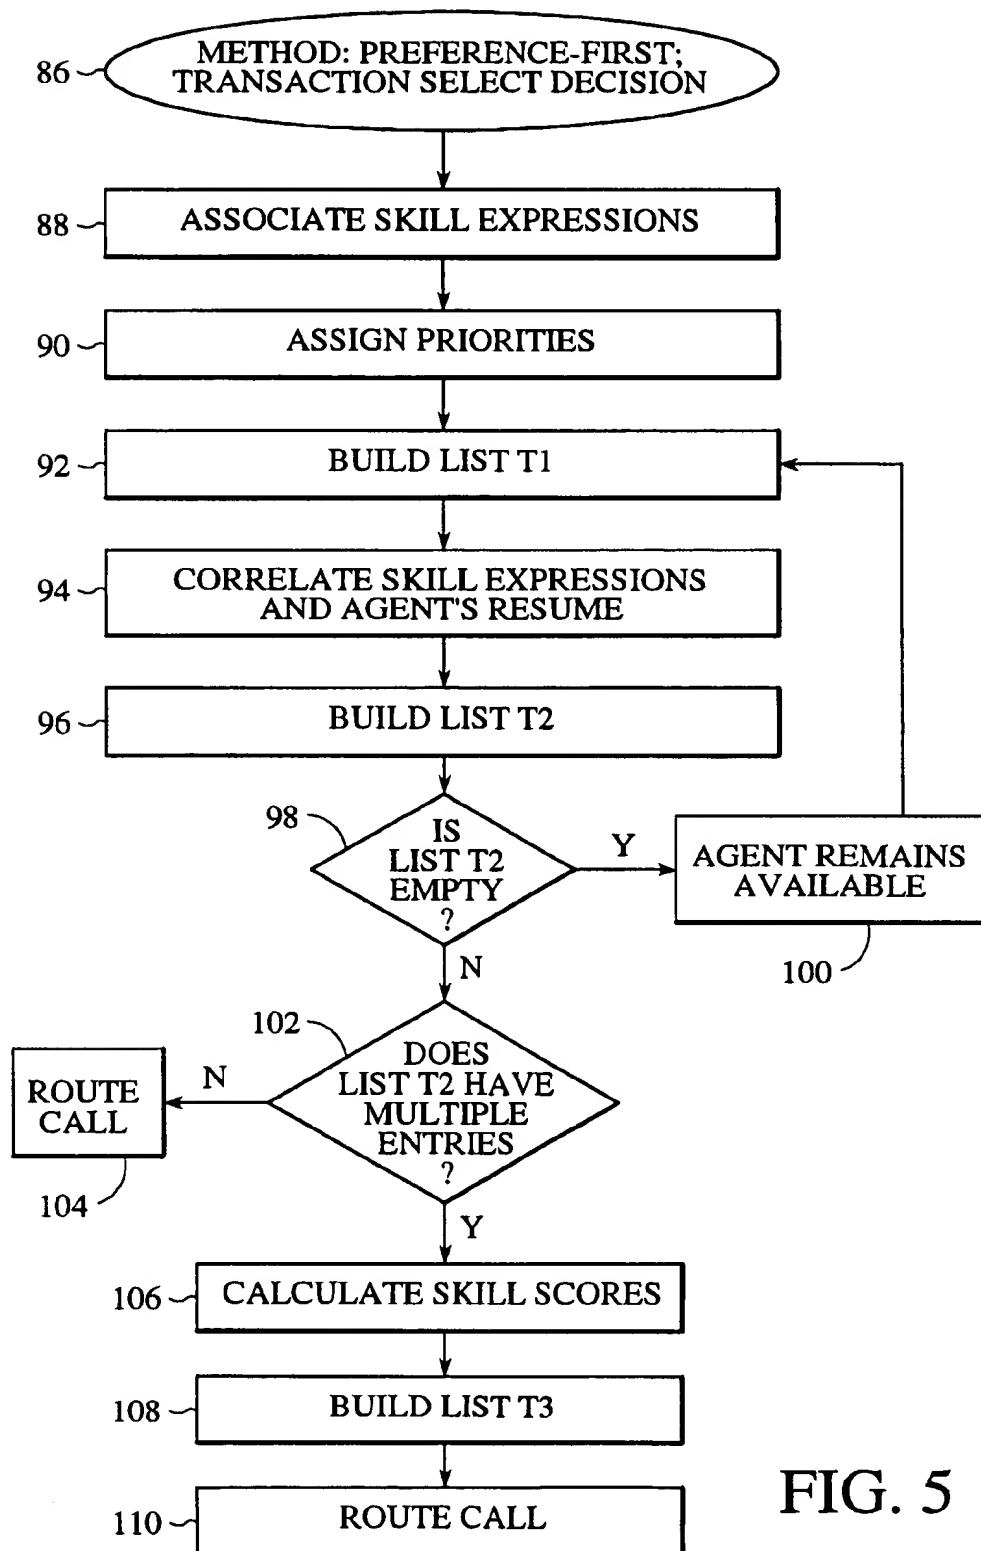 86
METHOD: PREFERENCE-FIRST;
TRANSACTION SELECT DECISION
88
ASSOCIATE SKILL EXPRESSIONS
90
ASSIGN PRIORITIES
92
BUILD LIST T1
94
CORRELATE SKILL EXPRESSIONS
AND AGENT'S RESUME
96
BUILD LIST T2
98
IS
LIST T2
EMPTY
?
Y
AGENT REMAINS
AVAILABLE
100
N
102
DOES
LIST T2 HAVE
MULTIPLE
ENTRIES
?
N
ROUTE
CALL
104
Y
106
CALCULATE SKILL SCORES
108
BUILD LIST T3
110
ROUTE CALL
FIG. 5